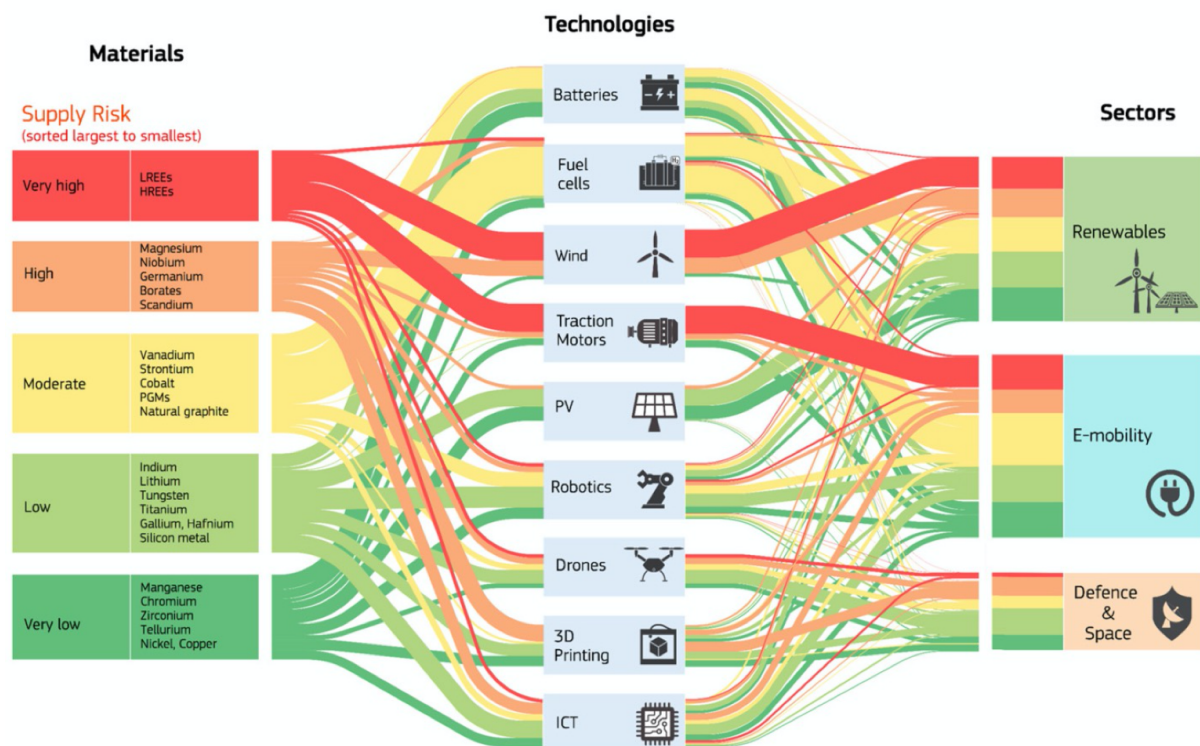 Materials
Supply Risk
(sorted largest to smallest)
Very high
LREEs
HREEs
High
Magnesium
Niobium
Germanium
Borates
Scandium
Moderate
Vanadium
Strontium
Cobalt
PGMs
Natural graphite
Low
Indium
Lithium
Tungsten
Titanium
Gallium, Hafnium
Silicon metal
Very low
Manganese
Chromium
Zirconium
Tellurium
Nickel, Copper
Technologies
Batteries
Fuel
cells
Wind
Traction
Motors
PV
Robotics
Drones
3D
Printing
ICT
Sectors
Renewables
E-mobility
Defence
&
Space